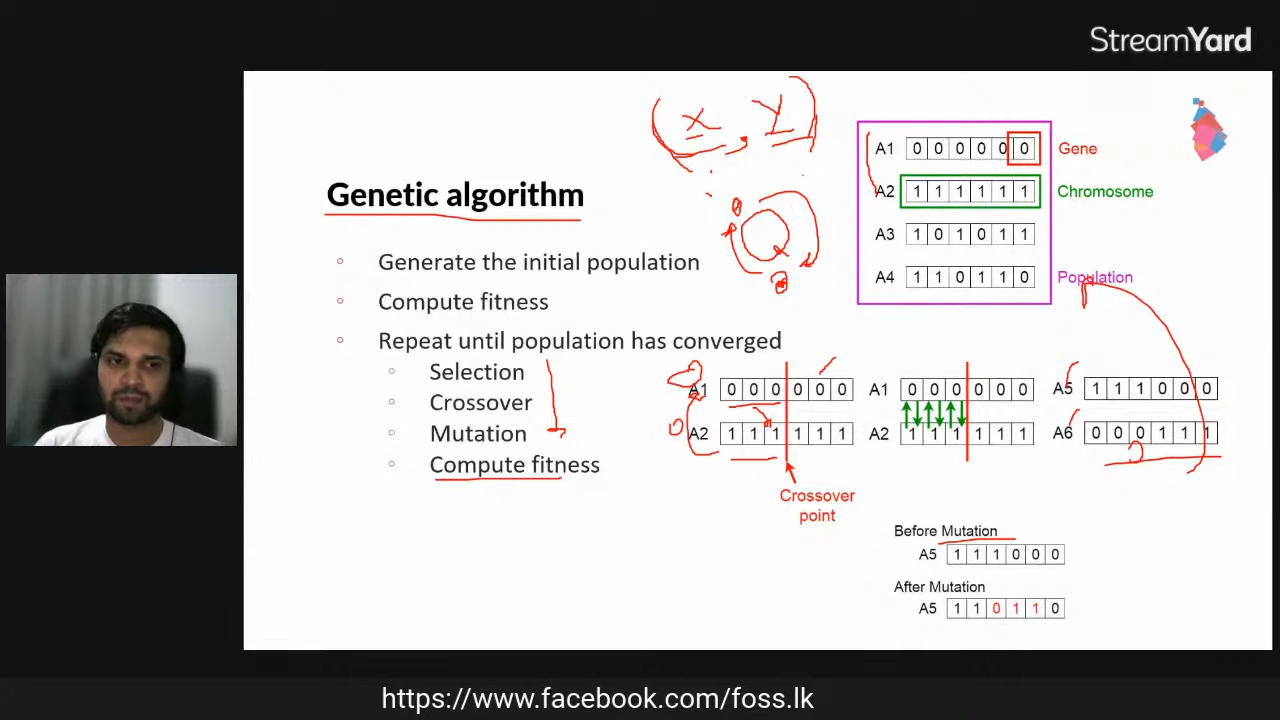 StreamYard
(X, Y)
Genetic algorithm
Generate the initial population
Compute fitness
Repeat until population has converged
Selection
Crossover
Mutation
Compute fitness
A1 0 0 0 0 0 0 Gene
A2 1 1 1 1 1 1 Chromosome
A3 1 0 1 0 1 1
A4 1 1 0 1 1 0 Population
A1 0 0 0 0 0 0
A2 1 1 1 1 1 1
Crossover
point
A1 0 0 0 0 0 0
A2 1 1 1 1 1 1
A5 1 1 1 0 0 0
A6 0 0 0 1 1 1
Before Mutation
A5 1 1 1 0 0 0
After Mutation
A5 1 1 0 1 1 0
https://www.facebook.com/foss.lk